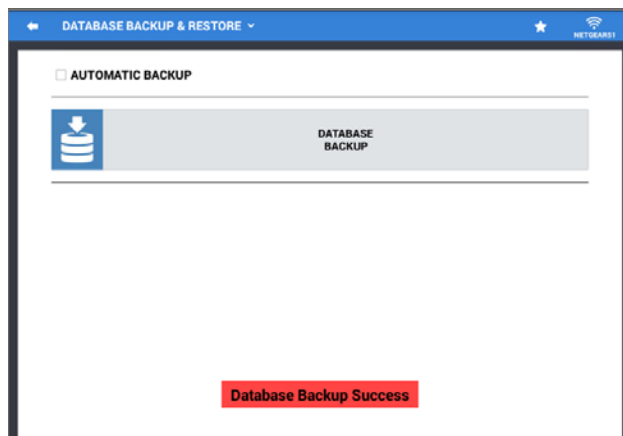 DATABASE BACKUP & RESTORE
NETGEAR51
AUTOMATIC BACKUP
DATABASE
BACKUP
Database Backup Success